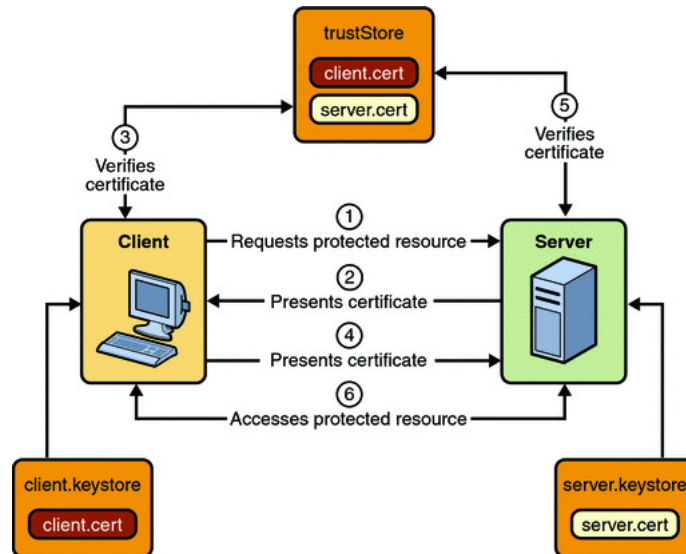 trustStore
client.cert
server.cert
3
Verifies
certificate
5
Verifies
certificate
Client
1
Requests protected resource
Server
2
Presents certificate
4
Presents certificate
6
Accesses protected resource
client.keystore
client.cert
server.keystore
server.cert